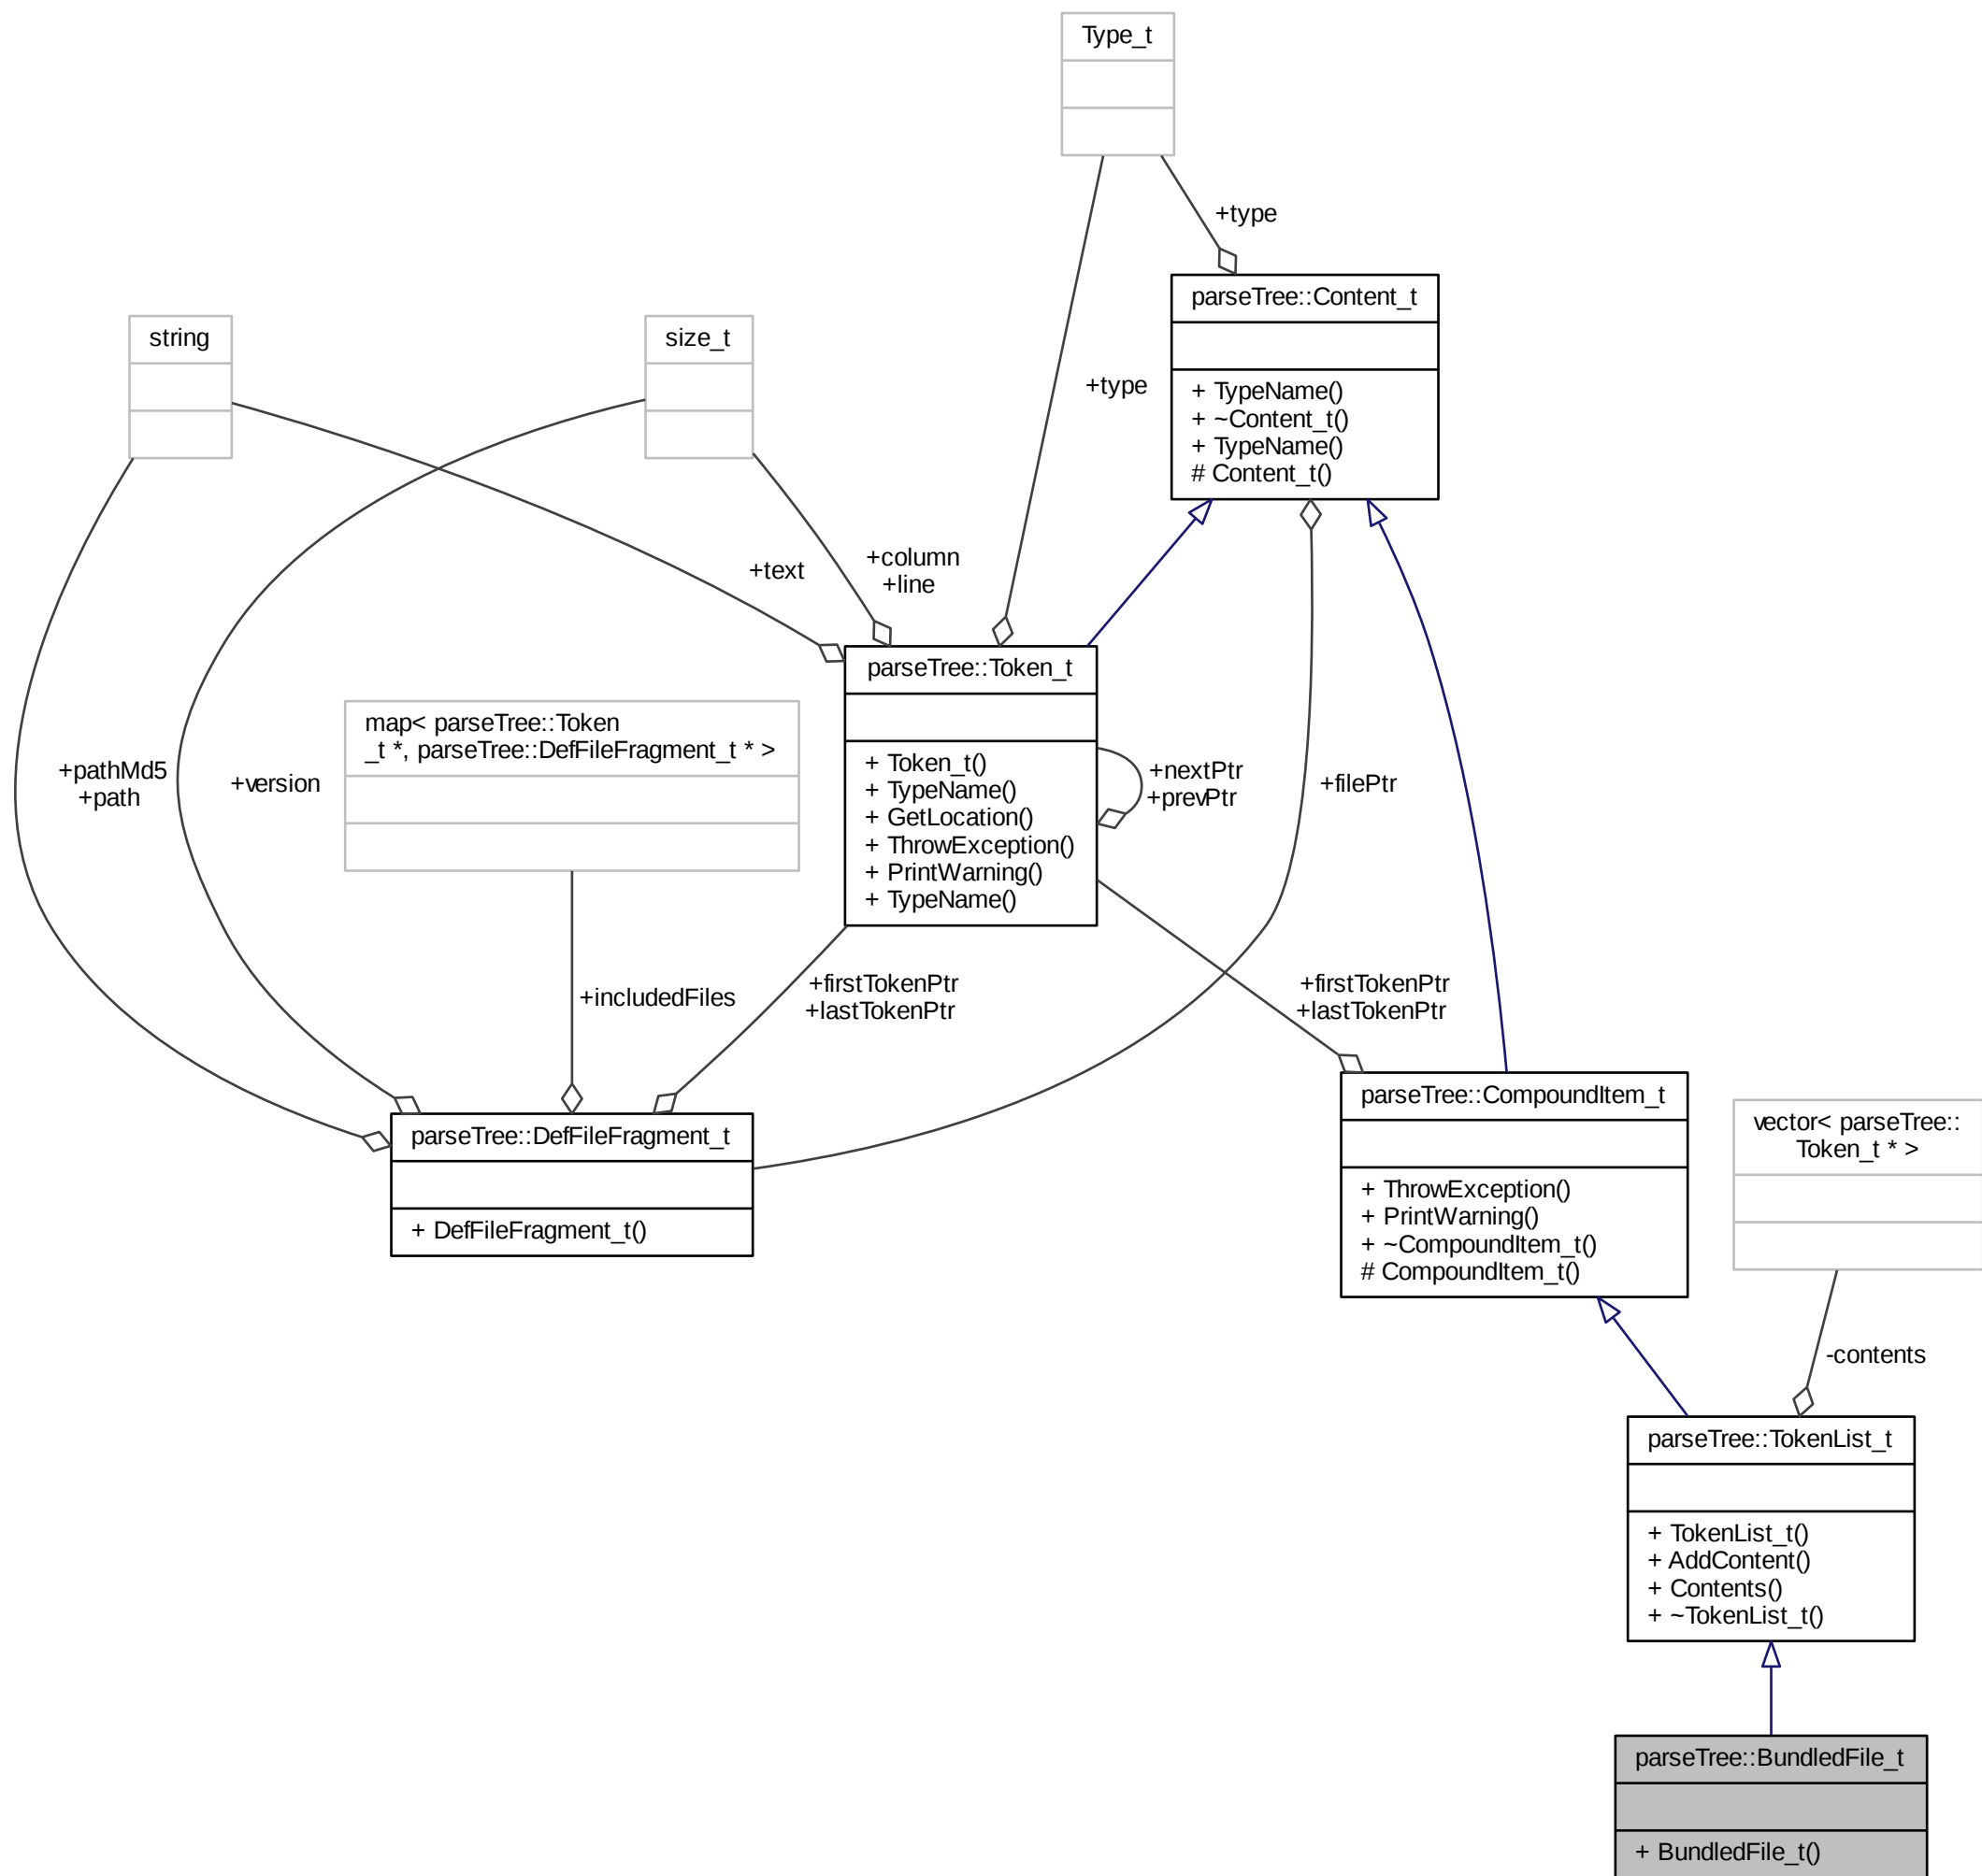 Type_t
+type
parseTree::Content_t
+ TypeName()
+ ~Content_t()
+ TypeName()
# Content_t()
string
size_t
+type
+text
+column
+line
parseTree::Token_t
+ Token_t()
+ TypeName()
+ GetLocation()
+ ThrowException()
+ PrintWarning()
+ TypeName()
map< parseTree::Token
_t *, parseTree::DefFileFragment_t * >
+pathMd5
+path
+version
+nextPtr
+prevPtr
+filePtr
+includedFiles
+firstTokenPtr
+lastTokenPtr
+firstTokenPtr
+lastTokenPtr
parseTree::DefFileFragment_t
+ DefFileFragment_t()
parseTree::CompoundItem_t
+ ThrowException()
+ PrintWarning()
+ ~CompoundItem_t()
# CompoundItem_t()
vector< parseTree::
Token_t * >
-contents
parseTree::TokenList_t
+ TokenList_t()
+ AddContent()
+ Contents()
+ ~TokenList_t()
parseTree::BundledFile_t
+ BundledFile_t()